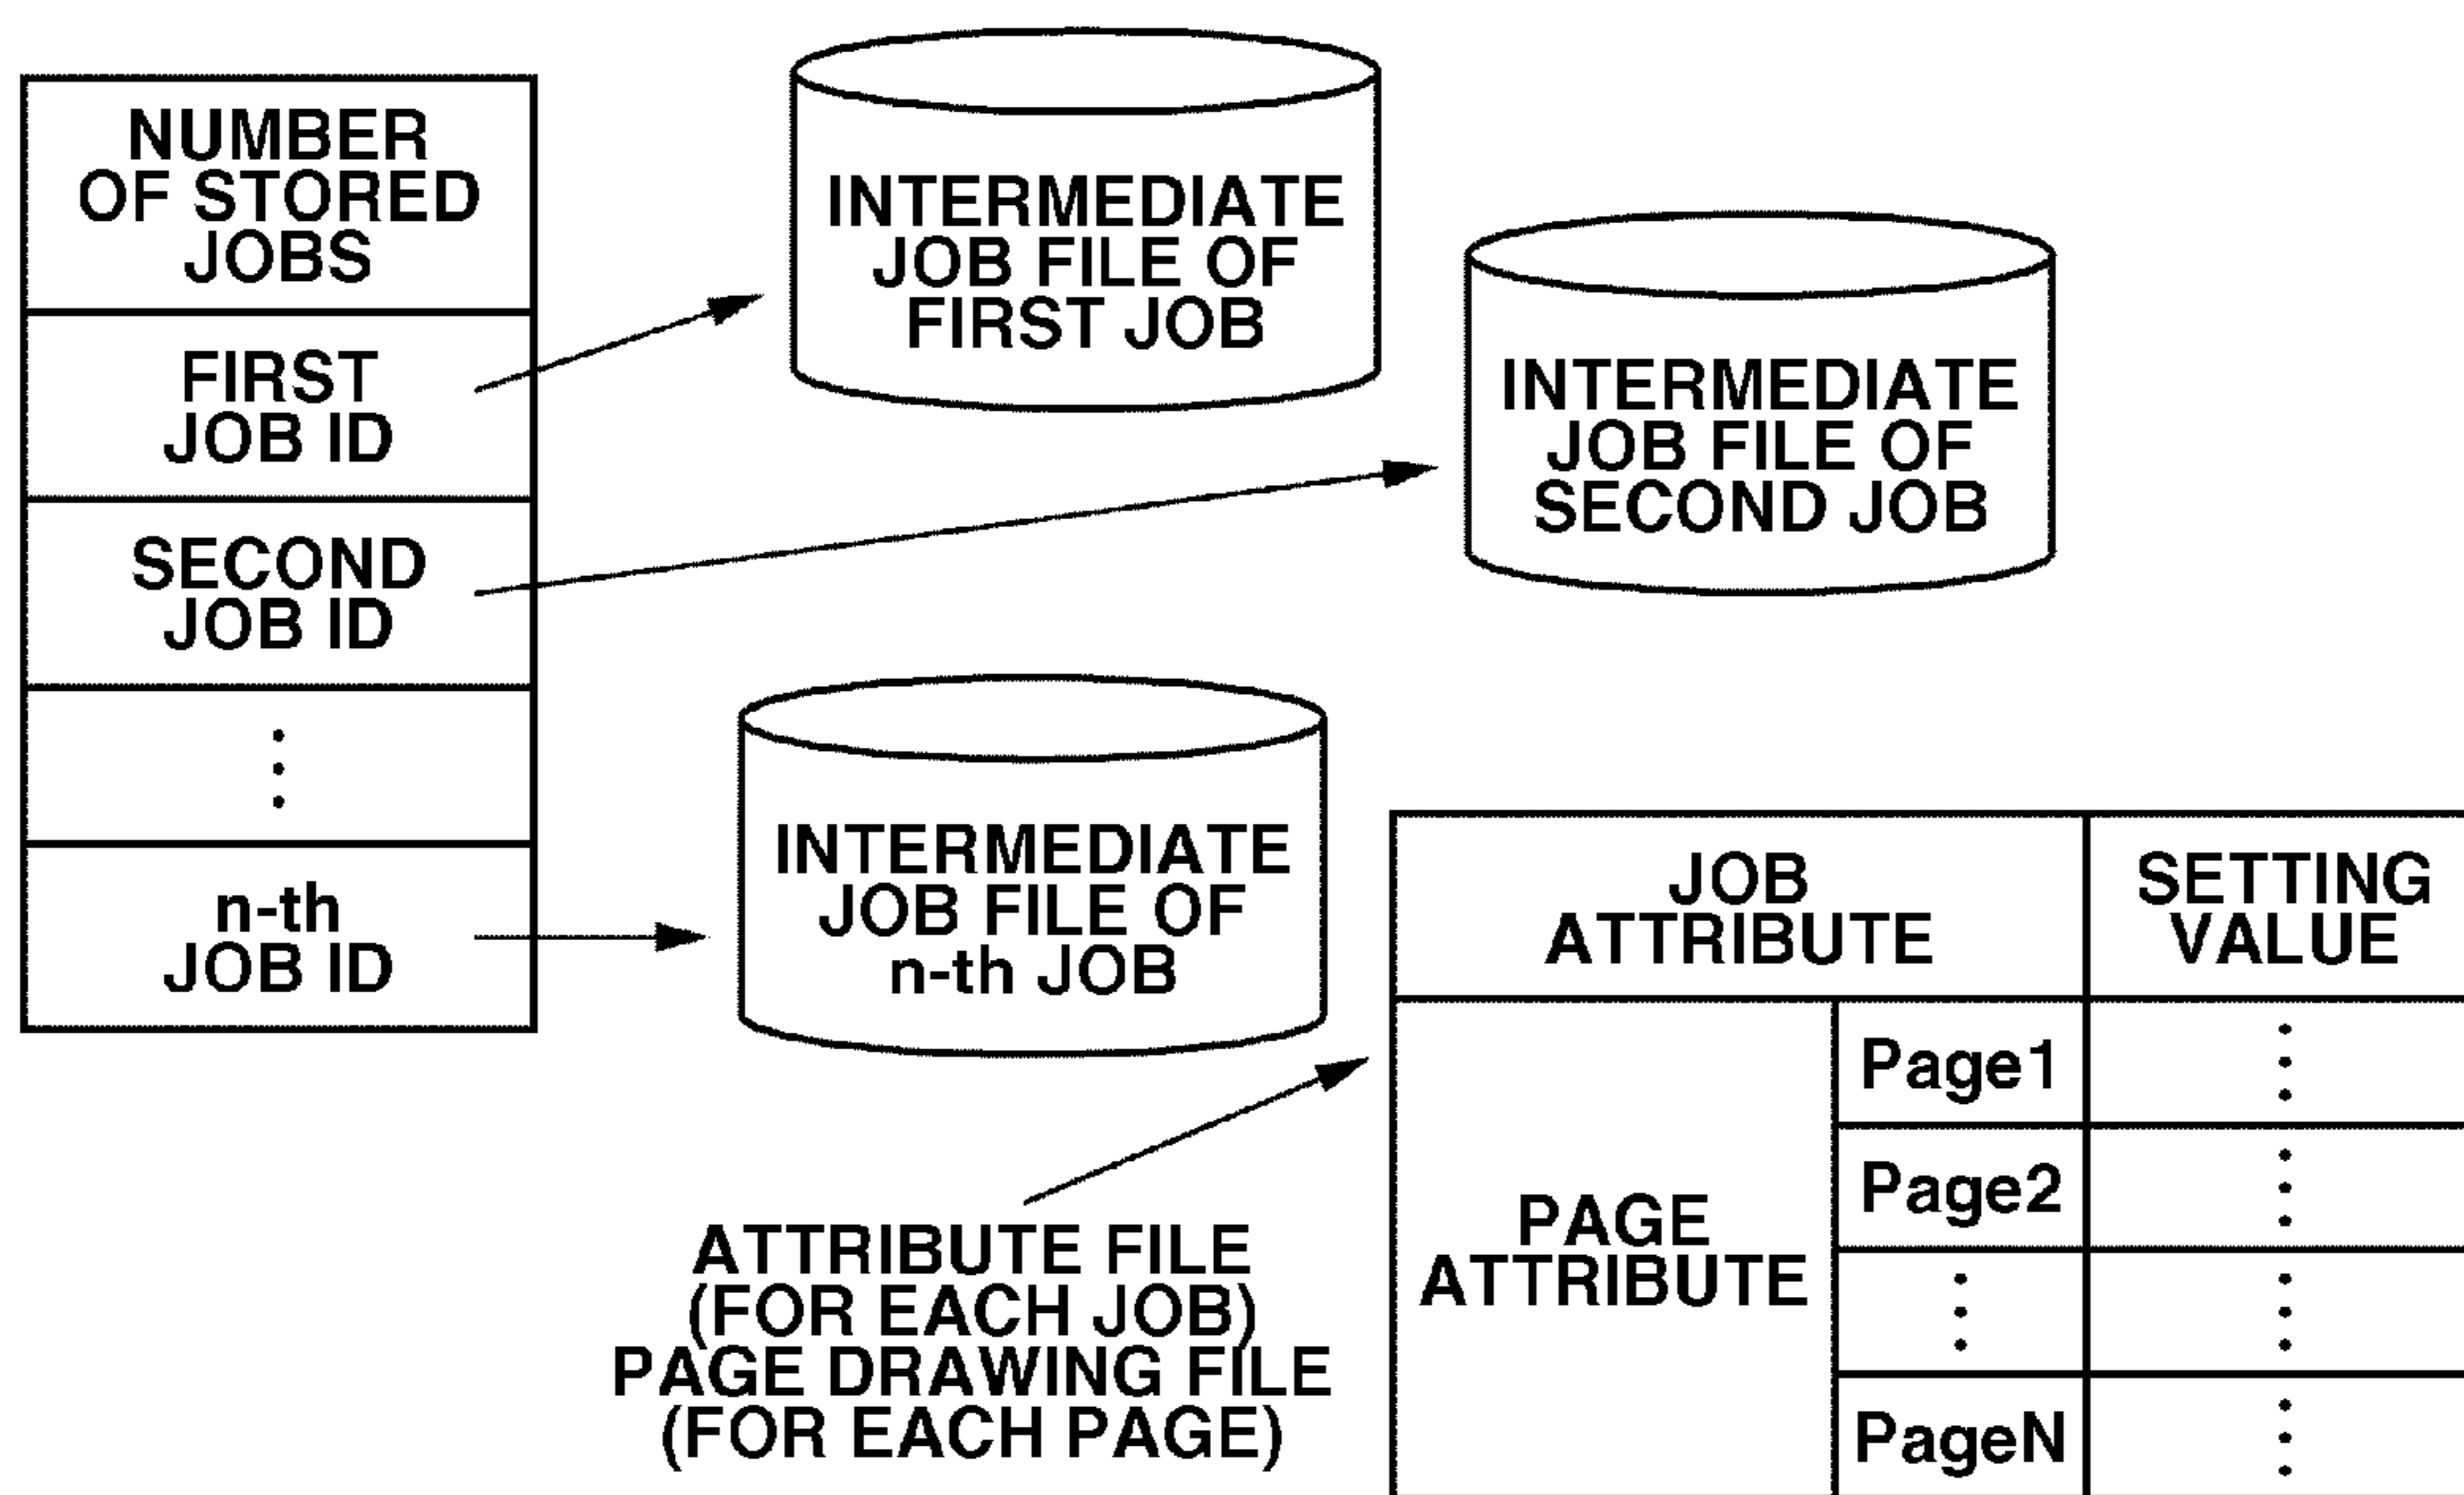 NUMBER
OF STORED
JOBS
FIRST
JOB ID
SECOND
JOB ID
n-th
JOB ID
INTERMEDIATE
JOB FILE OF
FIRST JOB
INTERMEDIATE
JOB FILE OF
SECOND JOB
INTERMEDIATE
JOB FILE OF
n-th JOB
ATTRIBUTE FILE
(FOR EACH JOB)
PAGE DRAWING FILE
(FOR EACH PAGE)
JOB
ATTRIBUTE
SETTING
VALUE
PAGE
ATTRIBUTE
Page1
Page2
PageN